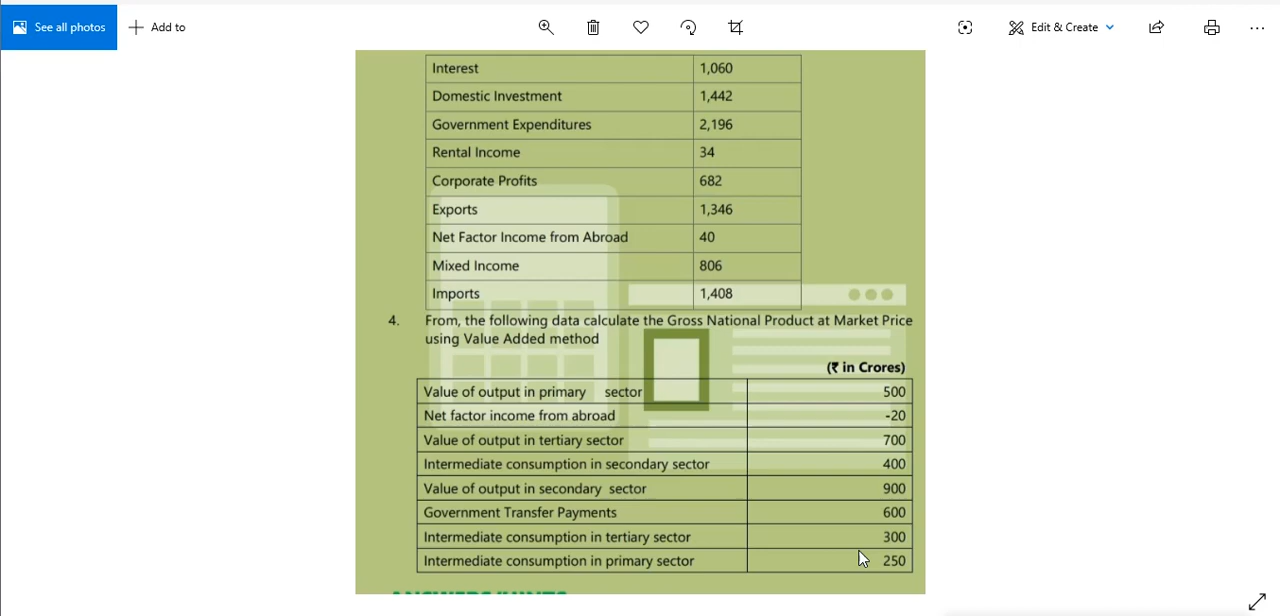 See all photos
Add to
Edit & Create
Interest 1,060
Domestic Investment 1,442
Government Expenditures 2,196
Rental Income 34
Corporate Profits 682
Exports 1,346
Net Factor Income from Abroad 40
Mixed Income 806
Imports 1,408
4. From, the following data calculate the Gross National Product at Market Price
using Value Added method
(₹ in Crores)
Value of output in primary sector 500
Net factor income from abroad -20
Value of output in tertiary sector 700
Intermediate consumption in secondary sector 400
Value of output in secondary sector 900
Government Transfer Payments 600
Intermediate consumption in tertiary sector 300
Intermediate consumption in primary sector 250